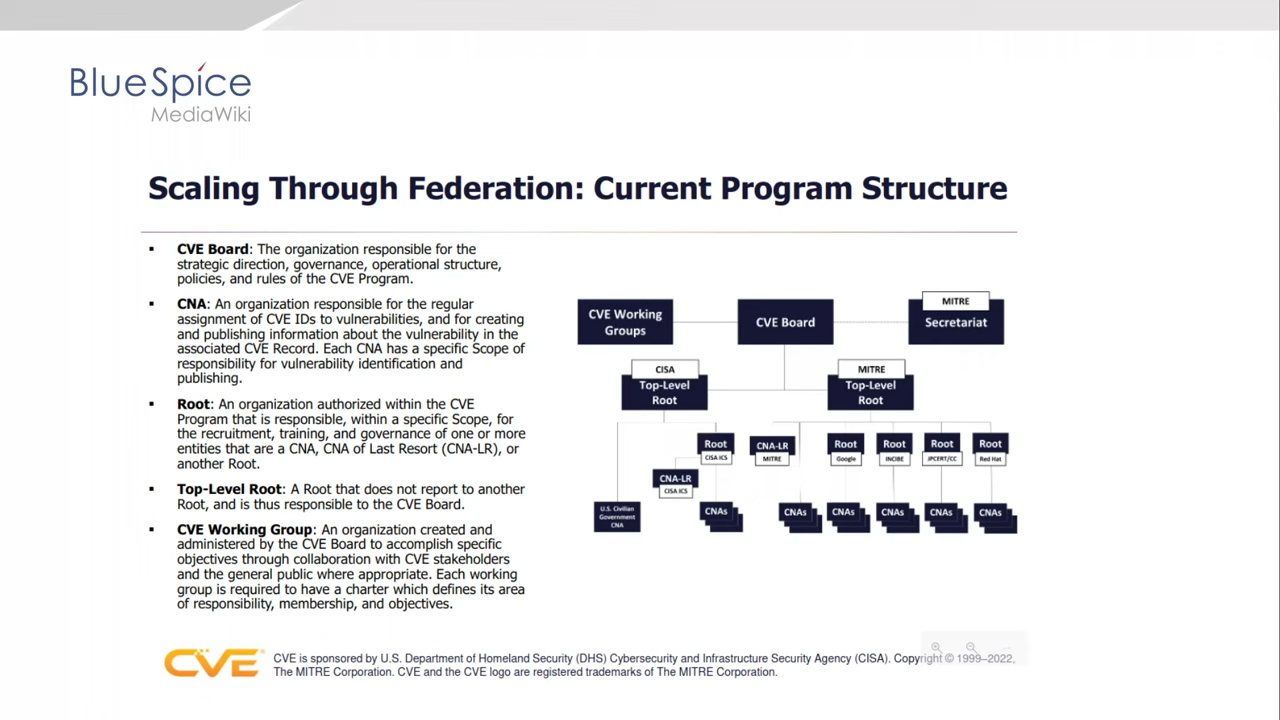 BlueSpice
MediaWiki
Scaling Through Federation: Current Program Structure
▪ CVE Board: The organization responsible for the
strategic direction, governance, operational structure,
policies, and rules of the CVE Program.
▪ CNA: An organization responsible for the regular
assignment of CVE IDs to vulnerabilities, and for creating
and publishing information about the vulnerability in the
associated CVE Record. Each CNA has a specific Scope of
responsibility for vulnerability identification and
publishing.
▪ Root: An organization authorized within the CVE
Program that is responsible, within a specific Scope, for
the recruitment, training, and governance of one or more
entities that are a CNA, CNA of Last Resort (CNA-LR), or
another Root.
▪ Top-Level Root: A Root that does not report to another
Root, and is thus responsible to the CVE Board.
▪ CVE Working Group: An organization created and
administered by the CVE Board to accomplish specific
objectives through collaboration with CVE stakeholders
and the general public where appropriate. Each working
group is required to have a charter which defines its area
of responsibility, membership, and objectives.
CVE Working
Groups
CVE Board
MITRE
Secretariat
CISA
Top-Level
Root
MITRE
Top-Level
Root
Root
CISA ICS
CNA-LR
MITRE
Root
Google
Root
INCIBE
Root
JPCERT/CC
Root
Red Hat
CNA-LR
CISA ICS
U.S. Civilian
Government
CNA
CNAs
CNAs
CNAs
CNAs
CNAs
CNAs
CVE®
CVE is sponsored by U.S. Department of Homeland Security (DHS) Cybersecurity and Infrastructure Security Agency (CISA). Copyright © 1999–2022,
The MITRE Corporation. CVE and the CVE logo are registered trademarks of The MITRE Corporation.